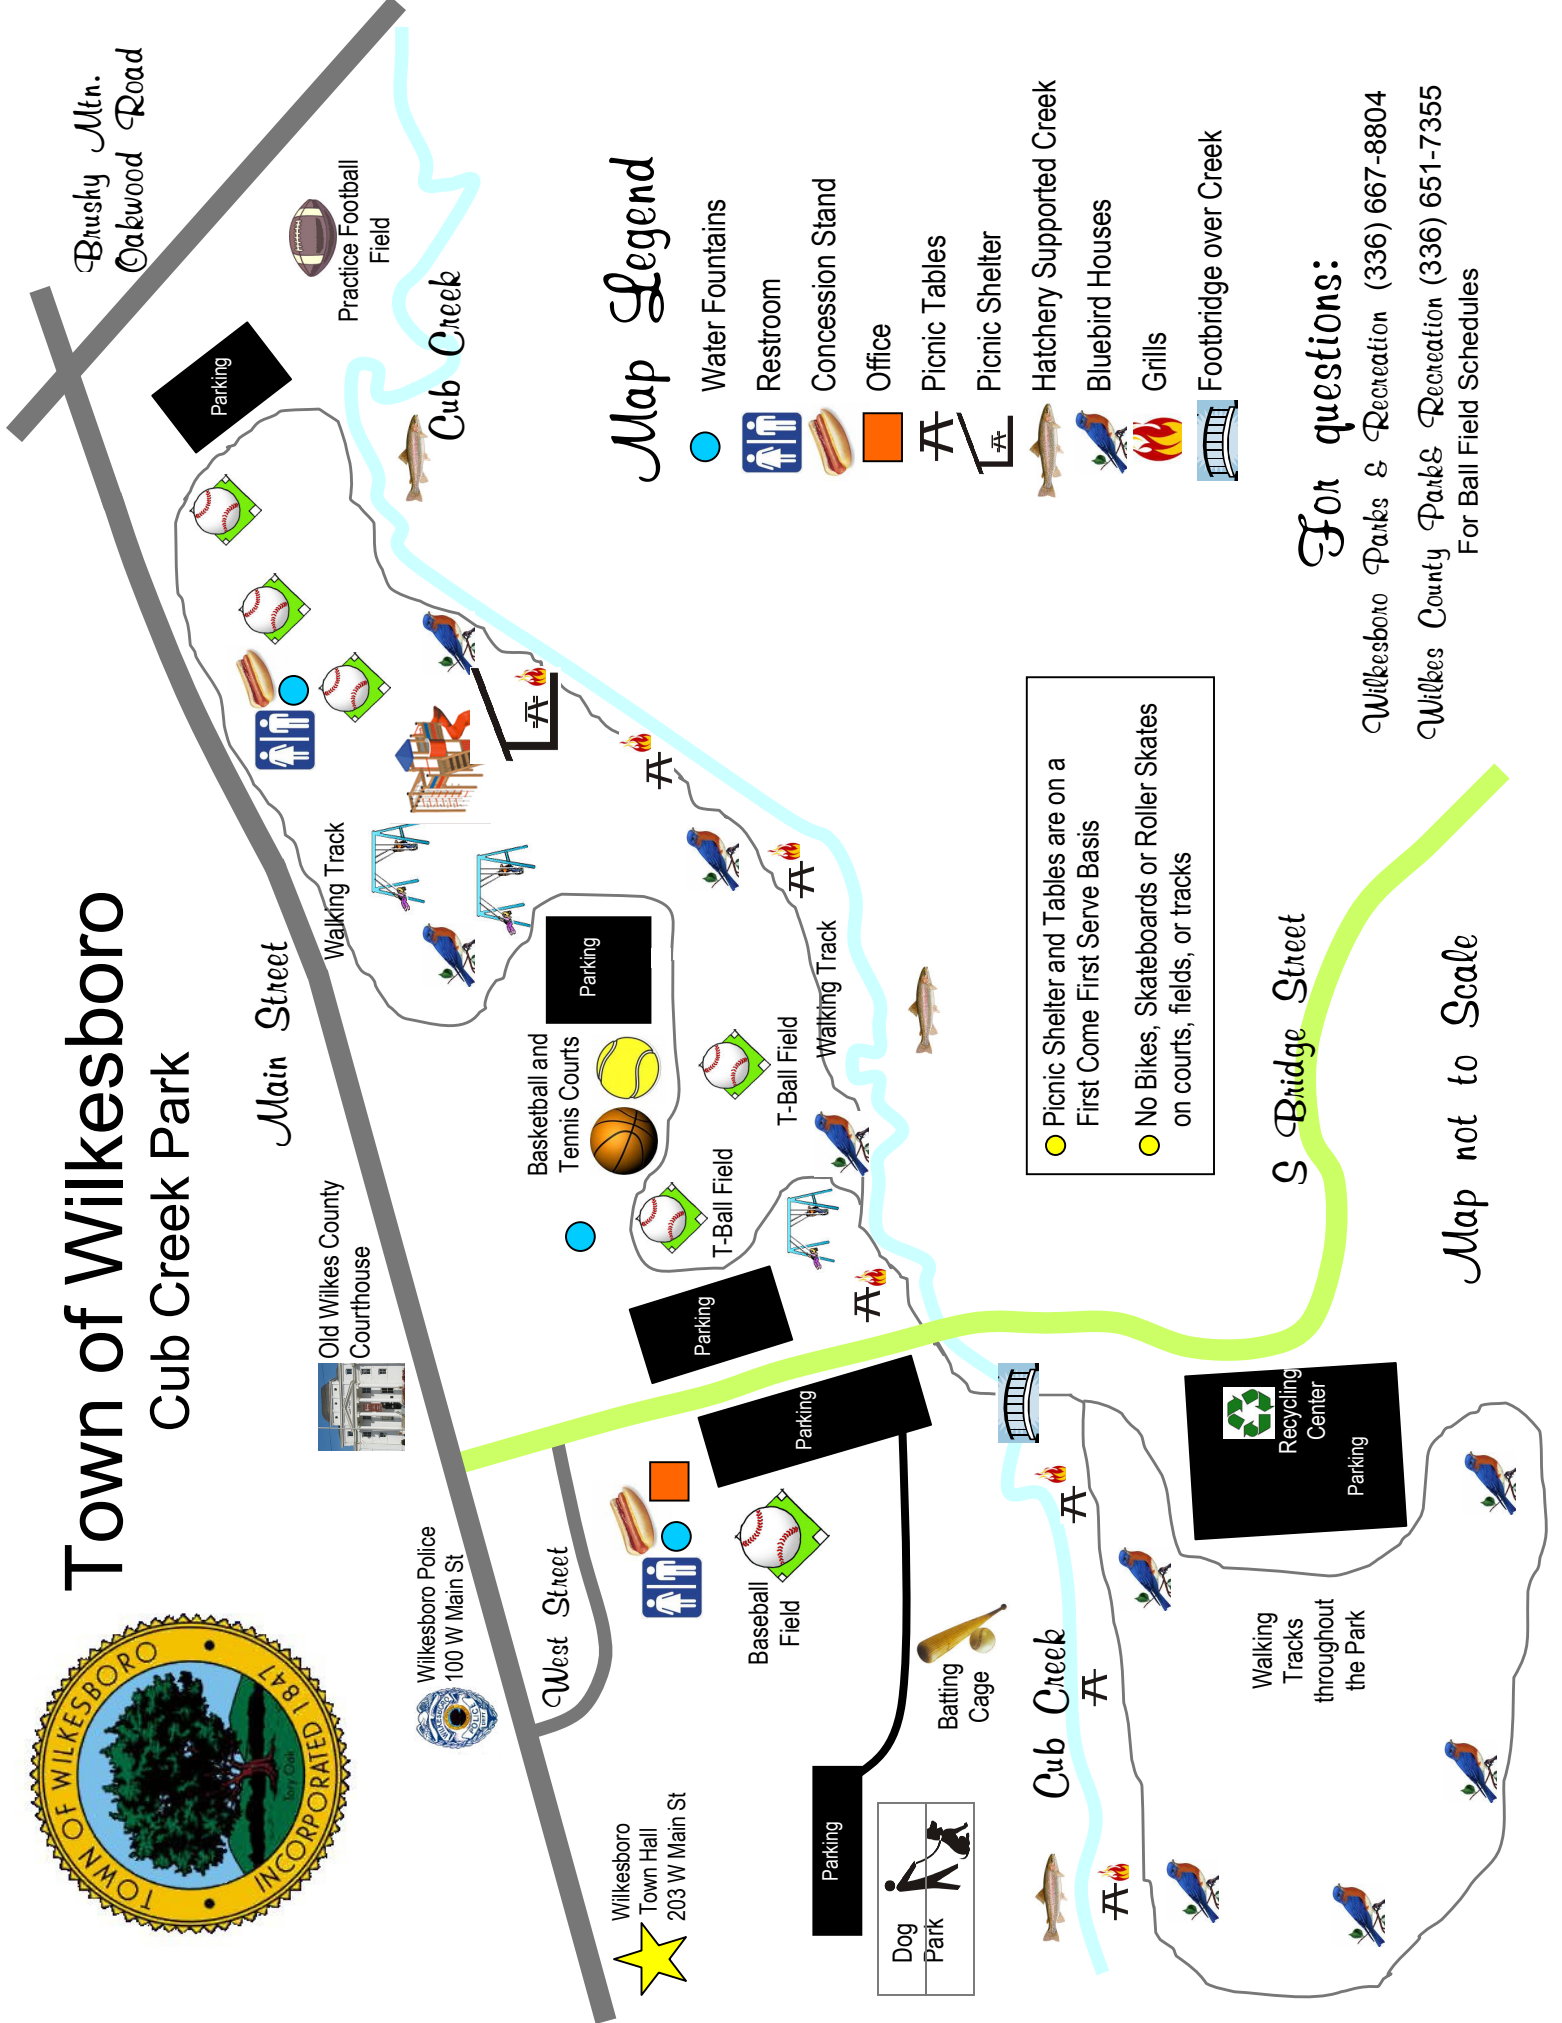 Town of Wilkesboro
Cub Creek Park
TOWN OF WILKESBORO
INCORPORATED 1847
Tory Oak
Brushy Mtn.
Oakwood Road
Main Street
Old Wilkes County
Courthouse
Wilkesboro Police
100 W Main St
WILKESBORO
POLICE
Wilkesboro
Town Hall
203 W Main St
West Street
Parking
Practice Football
Field
Cub Creek
Walking Track
Parking
Basketball and
Tennis Courts
T-Ball Field
T-Ball Field
Walking Track
Parking
Parking
Baseball
Field
Batting
Cage
Parking
Dog
Park
Cub Creek
Recycling
Center
Parking
Walking
Tracks
throughout
the Park
S Bridge Street
Map Legend
Water Fountains
Restroom
Concession Stand
Office
Picnic Tables
Picnic Shelter
Hatchery Supported Creek
Bluebird Houses
Grills
Footbridge over Creek
Picnic Shelter and Tables are on a
First Come First Serve Basis
No Bikes, Skateboards or Roller Skates
on courts, fields, or tracks
For questions:
Wilkesboro Parks & Recreation (336) 667-8804
Wilkes County Park& Recreation (336) 651-7355
For Ball Field Schedules
Map not to Scale